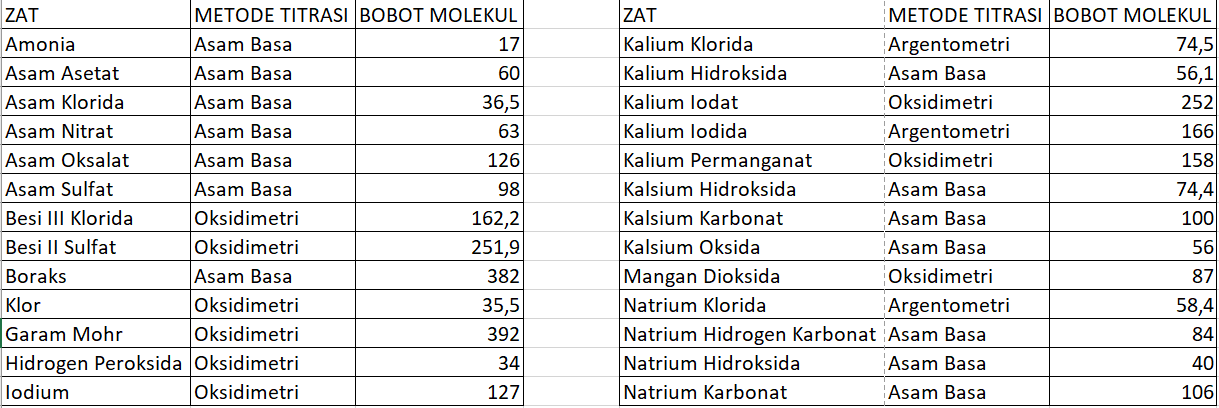 ZAT METODE TITRASI BOBOT MOLEKUL
Amonia Asam Basa 17
Asam Asetat Asam Basa 60
Asam Klorida Asam Basa 36,5
Asam Nitrat Asam Basa 63
Asam Oksalat Asam Basa 126
Asam Sulfat Asam Basa 98
Besi III Klorida Oksidimetri 162,2
Besi II Sulfat Oksidimetri 251,9
Boraks Asam Basa 382
Klor Oksidimetri 35,5
Garam Mohr Oksidimetri 392
Hidrogen Peroksida Oksidimetri 34
Iodium Oksidimetri 127
ZAT METODE TITRASI BOBOT MOLEKUL
Kalium Klorida Argentometri 74,5
Kalium Hidroksida Asam Basa 56,1
Kalium Iodat Oksidimetri 252
Kalium Iodida Argentometri 166
Kalium Permanganat Oksidimetri 158
Kalsium Hidroksida Asam Basa 74,4
Kalsium Karbonat Asam Basa 100
Kalsium Oksida Asam Basa 56
Mangan Dioksida Oksidimetri 87
Natrium Klorida Argentometri 58,4
Natrium Hidrogen Karbonat Asam Basa 84
Natrium Hidroksida Asam Basa 40
Natrium Karbonat Asam Basa 106